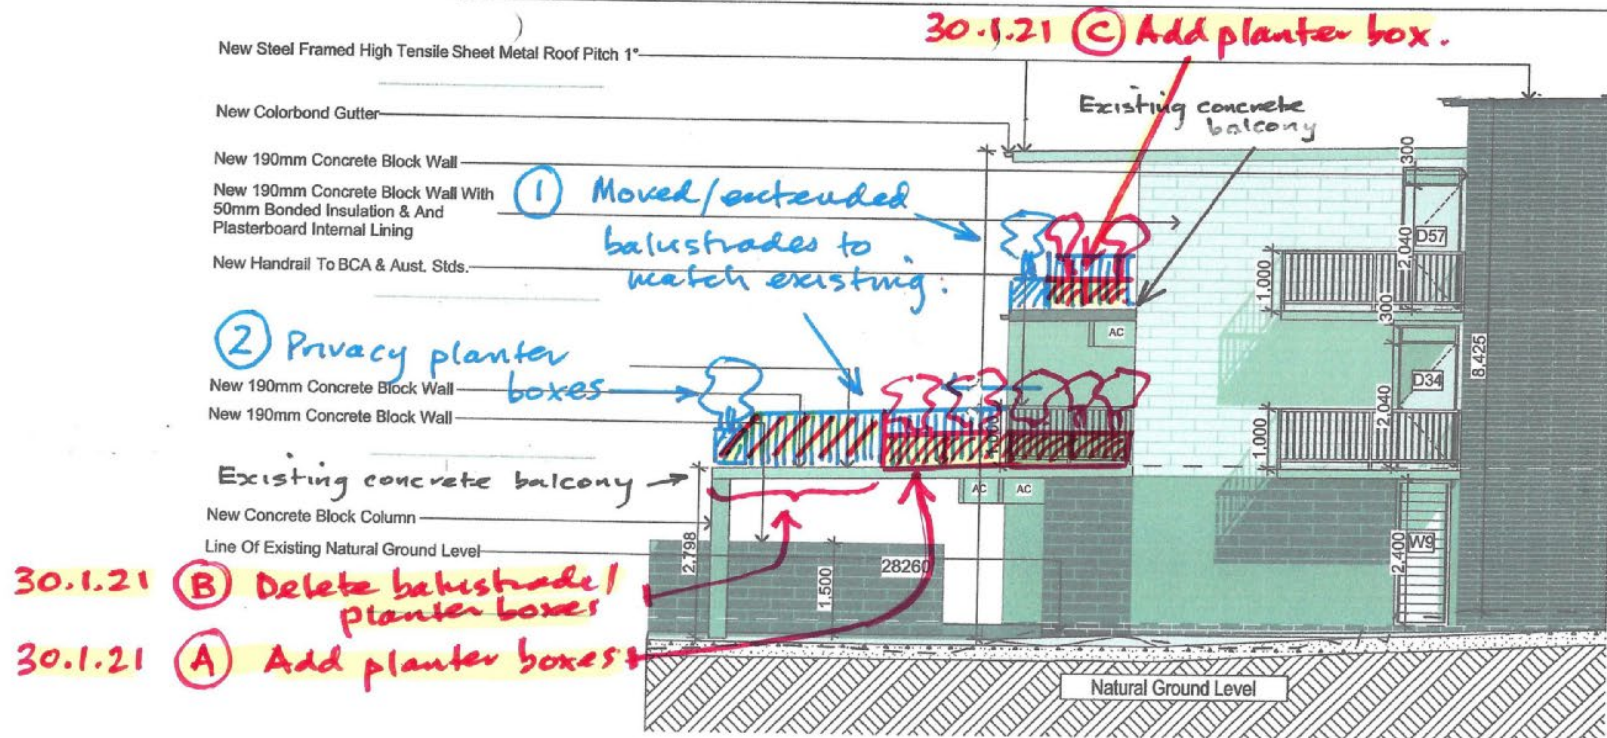 30.1.21 C Add planter box.
New Steel Framed High Tensile Sheet Metal Roof Pitch 1°
Existing concrete
balcony
New Colorbond Gutter
New 190mm Concrete Block Wall
300
New 190mm Concrete Block Wall With
50mm Bonded Insulation & And
Plasterboard Internal Lining
1 Moved/extended
balustrades to
match existing.
D57
2,040
New Handrail To BCA & Aust. Stds.
1,000
300
AC
2 Privacy planter
boxes
8,425
New 190mm Concrete Block Wall
D34
2,040
New 190mm Concrete Block Wall
1,000
Existing concrete balcony
AC
AC
New Concrete Block Column
Line Of Existing Natural Ground Level
2,798
1,500
28260
2,400
W9
30.1.21 B Delete balustrade/
planter boxes
30.1.21 A Add planter boxes
Natural Ground Level